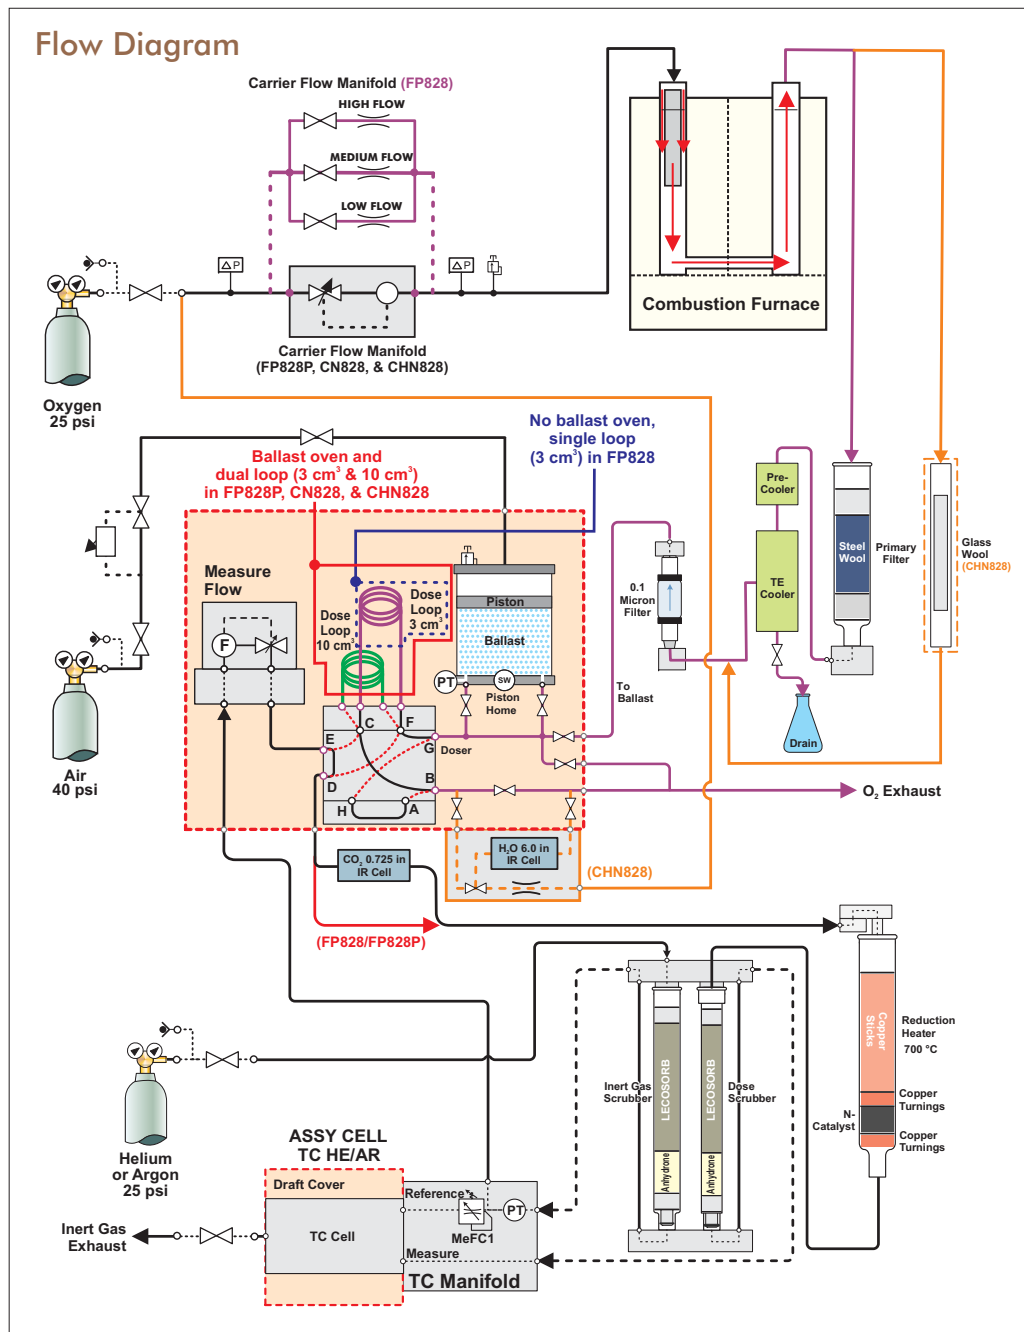 Flow Diagram
Carrier Flow Manifold (FP828)
HIGH FLOW
MEDIUM FLOW
LOW FLOW
△P
△P
Carrier Flow Manifold
(FP828P, CN828, & CHN828)
Combustion Furnace
Oxygen
25 psi
No ballast oven,
single loop
(3 cm³) in FP828
Ballast oven and
dual loop (3 cm³ & 10 cm³)
in FP828P, CN828, & CHN828
Pre-
Cooler
TE
Cooler
Steel
Wool
Primary
Filter
Glass
Wool
(CHN828)
0.1
Micron
Filter
Drain
Measure
Flow
F
Dose
Loop
10 cm³
Dose
Loop
3 cm³
Piston
Ballast
PT
SW
Piston
Home
To
Ballast
C
F
E
G
Doser
D
B
H
A
Air
40 psi
O₂ Exhaust
CO₂ 0.725 in
IR Cell
H₂O 6.0 in
IR Cell
(CHN828)
(FP828/FP828P)
Helium
or Argon
25 psi
Inert Gas
Scrubber
LECOSORB
Anhydrone
LECOSORB
Anhydrone
Dose
Scrubber
Copper
Sticks
Reduction
Heater
700 °C
Copper
Turnings
N-
Catalyst
Copper
Turnings
ASSY CELL
TC HE/AR
Draft Cover
TC Cell
Reference
PT
MeFC1
Measure
TC Manifold
Inert Gas
Exhaust